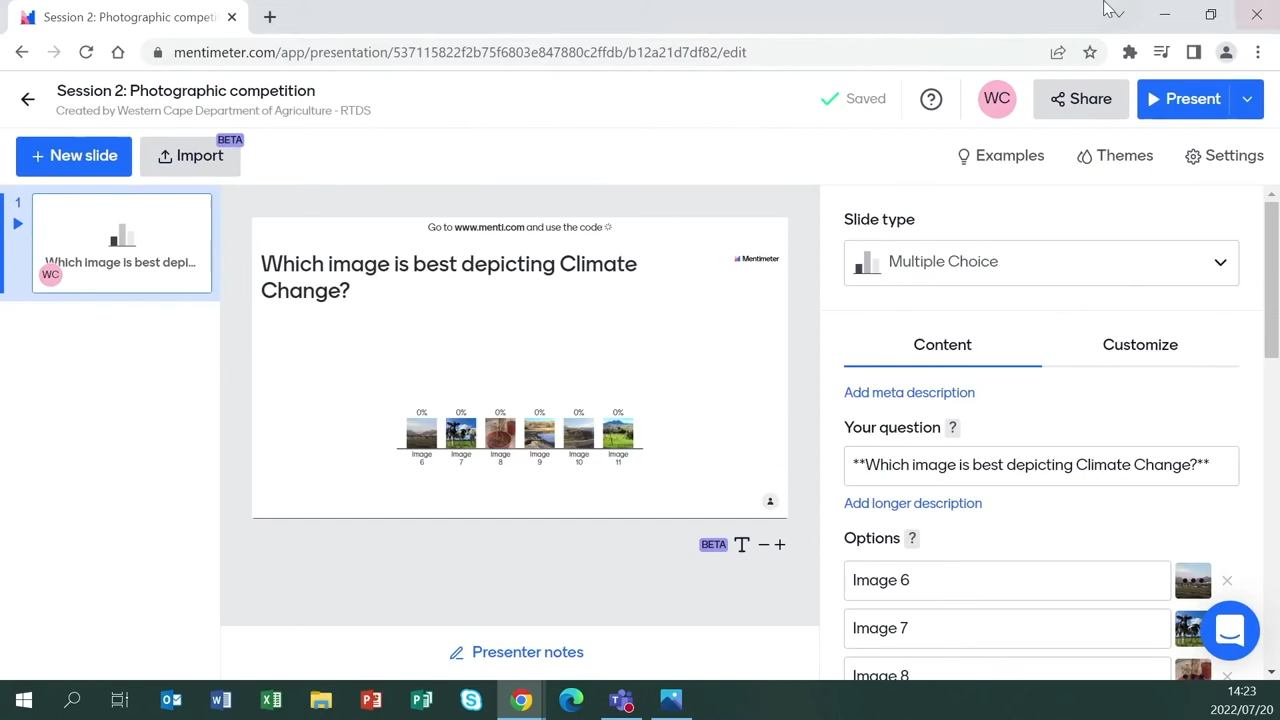 Session 2: Photographic competi
mentimeter.com/app/presentation/537115822f2b75f6803e847880c2ffdb/b12a21d7df82/edit
Session 2: Photographic competition
Created by Western Cape Department of Agriculture - RTDS
Saved
?
WC
Share
Present
+ New slide
Import
BETA
Examples
Themes
Settings
1
Which image is best depi...
WC
Go to www.menti.com and use the code
Which image is best depicting Climate
Change?
Mentimeter
0% 0% 0% 0% 0% 0%
Image Image Image Image Image Image
6 7 8 9 10 11
BETA T − +
Presenter notes
Slide type
Multiple Choice
Content Customize
Add meta description
Your question ?
**Which image is best depicting Climate Change?**
Add longer description
Options ?
Image 6
Image 7
Image 8
14:23
2022/07/20